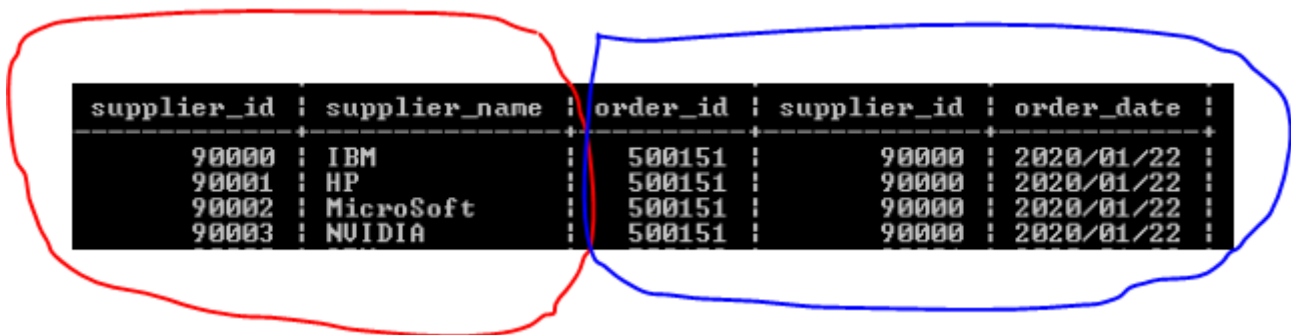 supplier_id | supplier_name | order_id | supplier_id | order_date |
90000 | IBM | 500151 | 90000 | 2020/01/22 |
90001 | HP | 500151 | 90000 | 2020/01/22 |
90002 | MicroSoft | 500151 | 90000 | 2020/01/22 |
90003 | NVIDIA | 500151 | 90000 | 2020/01/22 |